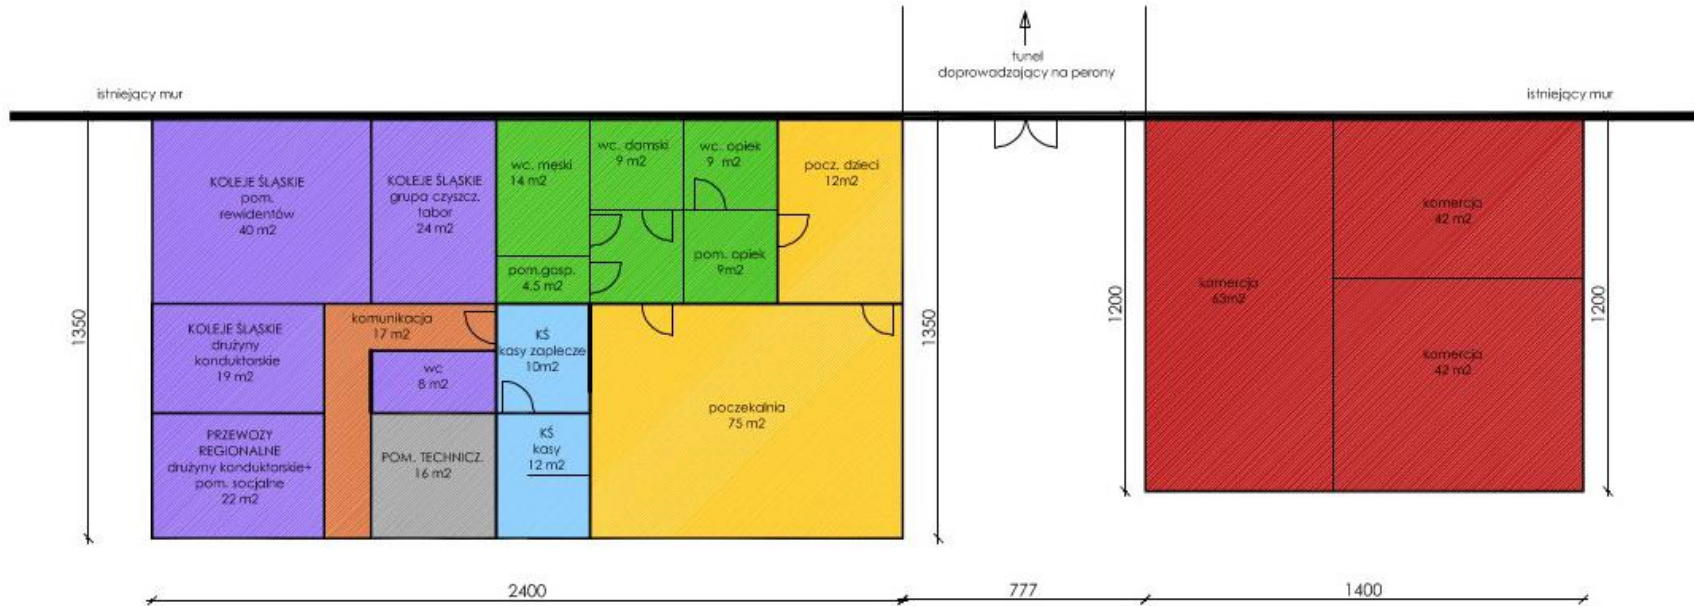 tunel
doprowadzający na perony
istniejący mur
istniejący mur
KOLEJE ŚLĄSKIE
pom.
rewidentów
40 m2
KOLEJE ŚLĄSKIE
grupa czyszcz.
tabor
24 m2
wc. męski
14 m2
wc. damski
9 m2
wc. opiek
9 m2
pocz. dzieci
12m2
pom.gosp.
4.5 m2
pom. opiek
9m2
komercja
63m2
komercja
42 m2
komercja
42 m2
1350
KOLEJE ŚLĄSKIE
drużyny
konduktorskie
19 m2
komunikacja
17 m2
wc
8 m2
KŚ
kasy zaplecze
10m2
poczekalnia
75 m2
1350
1200
1200
PRZEWOZY
REGIONALNE
drużyny konduktorskie+
pom. socjalne
22 m2
POM. TECHNICZ.
16 m2
KŚ
kasy
12 m2
2400
777
1400